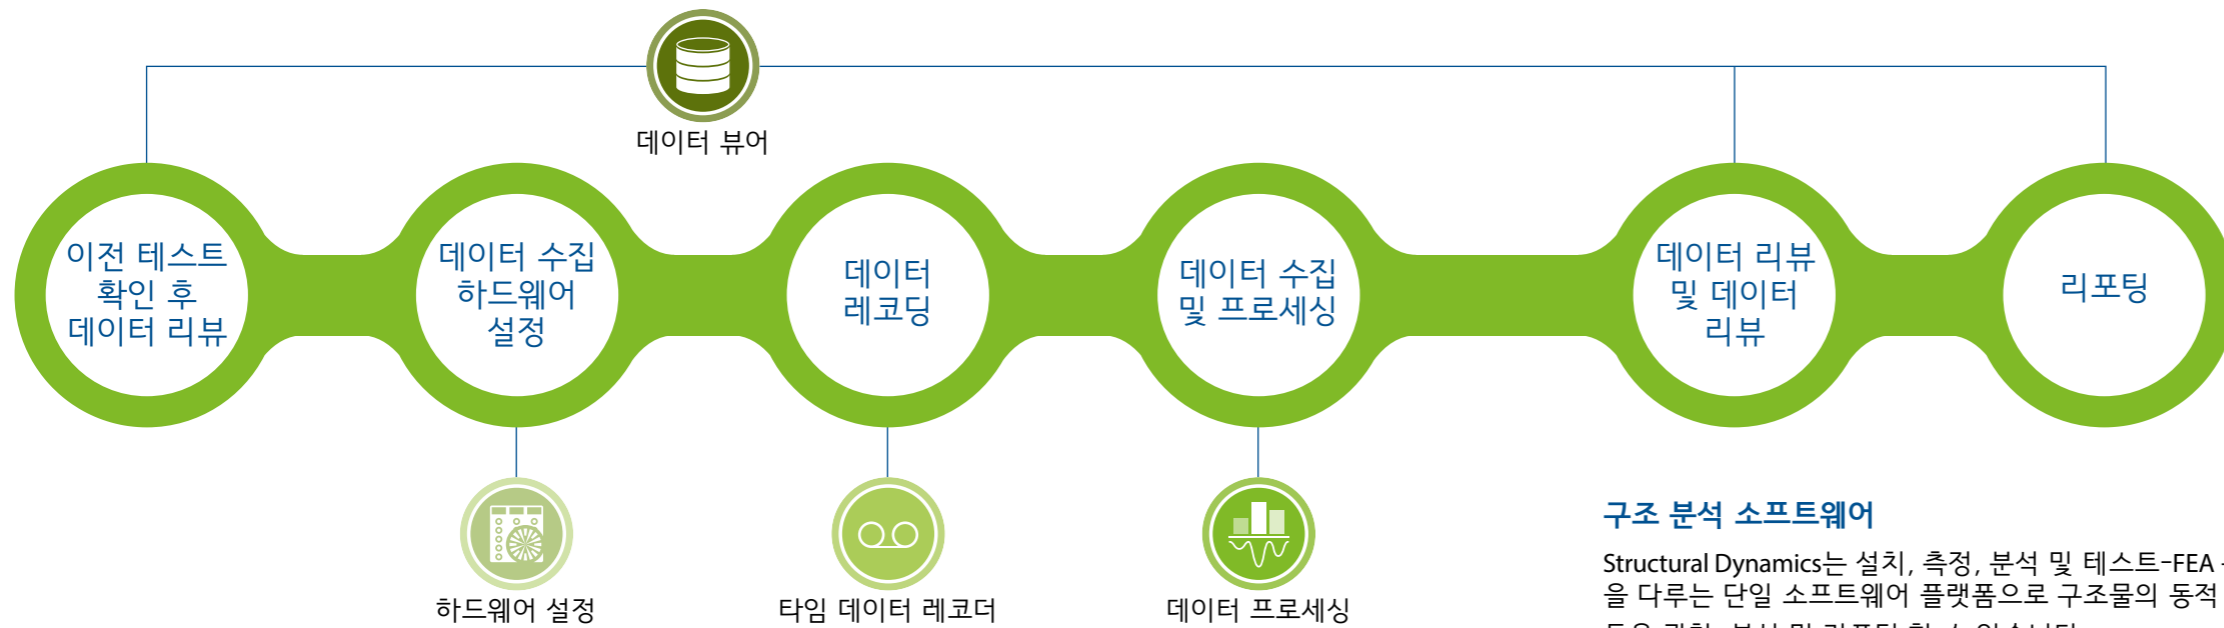 데이터 뷰어
이전 테스트
확인 후
데이터 리뷰
데이터 수집
하드웨어
설정
데이터
레코딩
데이터 수집
및 프로세싱
데이터 리뷰
및 데이터
리뷰
리포팅
하드웨어 설정
타임 데이터 레코더
데이터 프로세싱
구조 분석 소프트웨어
Structural Dynamics는 설치, 측정, 분석 및 테스트-FEA
을 다루는 단일 소프트웨어 플랫폼으로 구조물의 동적